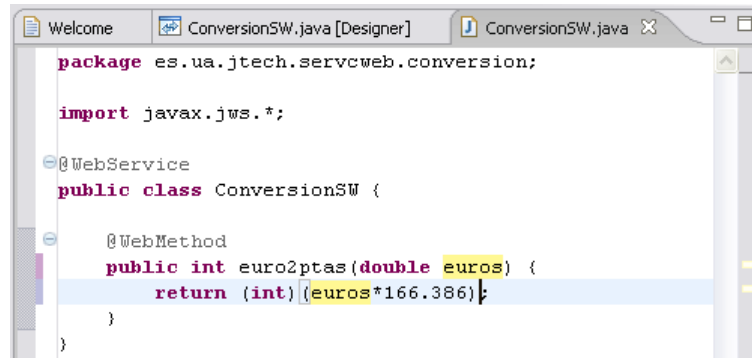 Welcome ConversionSW.java [Designer] ConversionSW.java
package es.ua.jtech.servcweb.conversion;
import javax.jws.*;
@WebService
public class ConversionSW {
@WebMethod
public int euro2ptas(double euros) {
return (int)(euros*166.386);
}
}